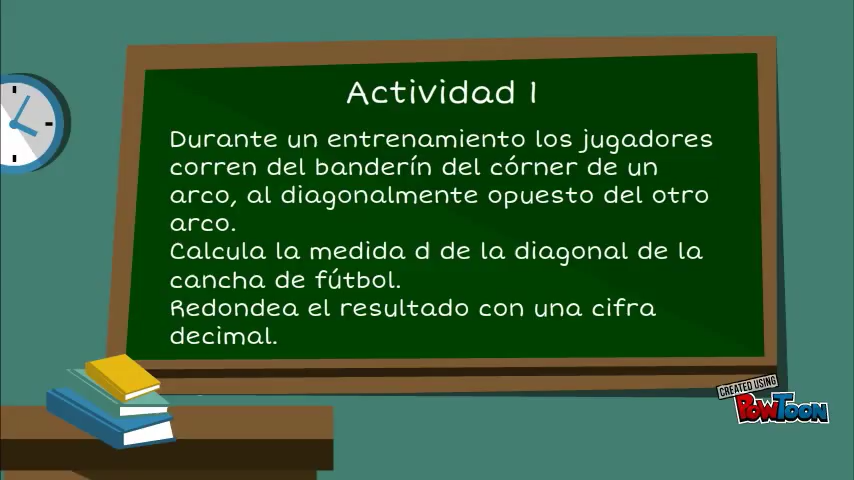 Actividad 1
Durante un entrenamiento los jugadores
corren del banderín del córner de un
arco, al diagonalmente opuesto del otro
arco.
Calcula la medida d de la diagonal de la
cancha de fútbol.
Redondea el resultado con una cifra
decimal.
CREATED USING
POWTOON